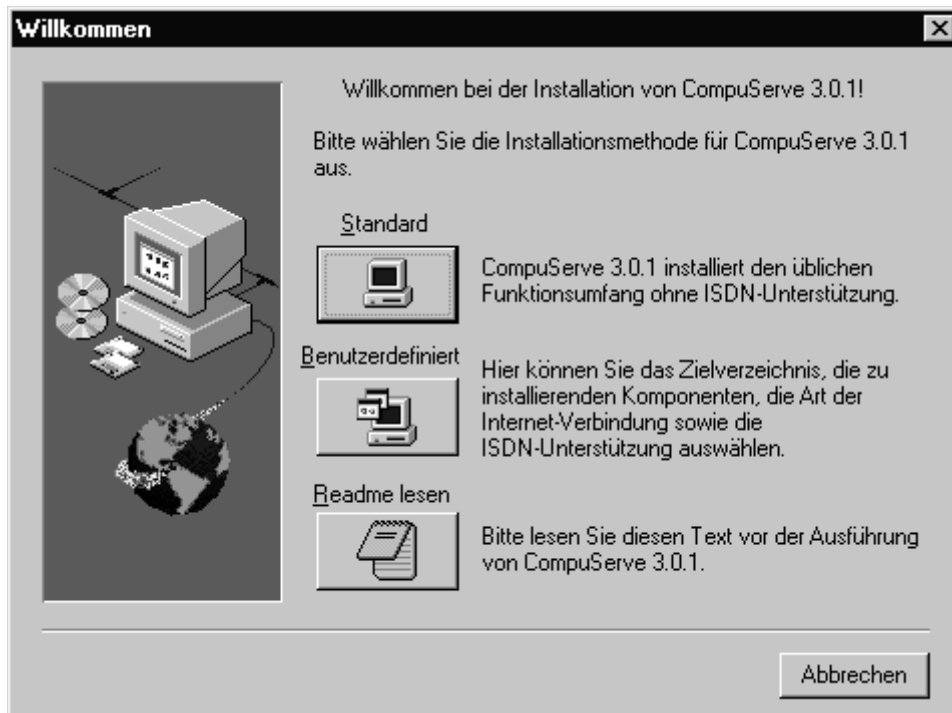 Willkommen
Willkommen bei der Installation von CompuServe 3.0.1!
Bitte wählen Sie die Installationsmethode für CompuServe 3.0.1
aus.
Standard
CompuServe 3.0.1 installiert den üblichen
Funktionsumfang ohne ISDN-Unterstützung.
Benutzerdefiniert
Hier können Sie das Zielverzeichnis, die zu
installierenden Komponenten, die Art der
Internet-Verbindung sowie die
ISDN-Unterstützung auswählen.
Readme lesen
Bitte lesen Sie diesen Text vor der Ausführung
von CompuServe 3.0.1.
Abbrechen